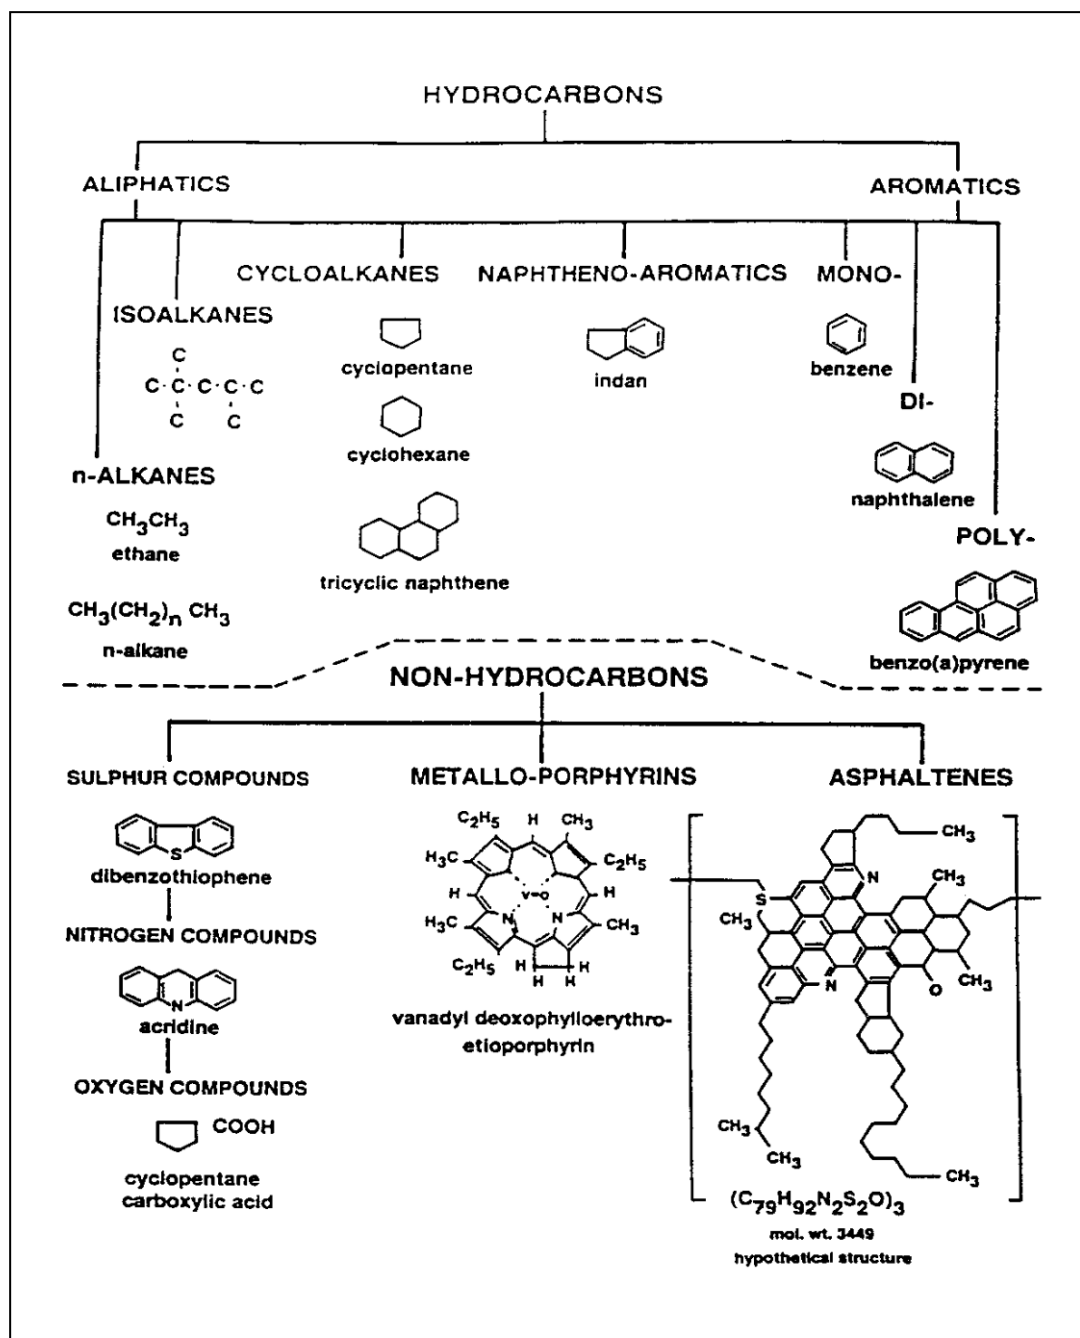 HYDROCARBONS
ALIPHATICS
AROMATICS
CYCLOALKANES
NAPHTHENO-AROMATICS
MONO-
ISOALKANES
C
C·C·C·C·C
C C
cyclopentane
indan
benzene
DI-
cyclohexane
n-ALKANES
CH3CH3
ethane
naphthalene
POLY-
tricyclic naphthene
CH3(CH2)n CH3
n-alkane
benzo(a)pyrene
NON-HYDROCARBONS
SULPHUR COMPOUNDS
S
dibenzothiophene
NITROGEN COMPOUNDS
N
acridine
OXYGEN COMPOUNDS
COOH
cyclopentane
carboxylic acid
METALLO-PORPHYRINS
C2H5 H CH3
H3C C2H5
H V=O H
H3C N N CH3
C2H5 H H
H H
vanadyl deoxophylloerythro-
etioporphyrin
ASPHALTENES
CH3
N
S CH3
CH3
CH3
N O
CH3
CH3
CH3
(C79H92N2S2O)3
mol. wt. 3449
hypothetical structure